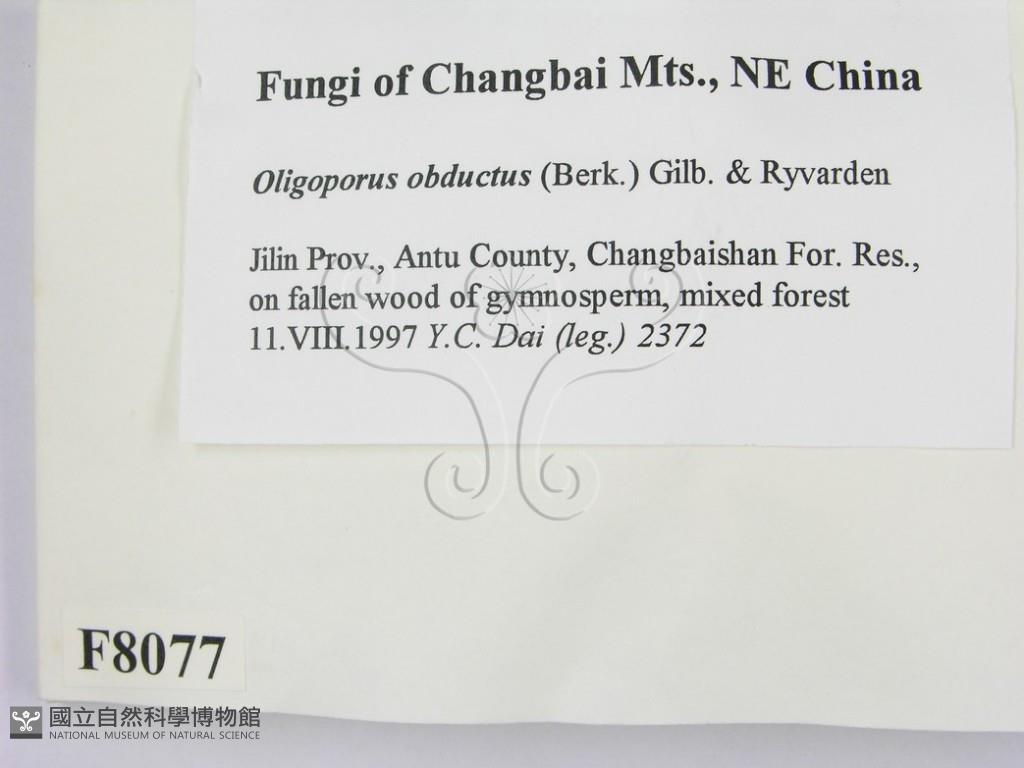 Fungi of Changbai Mts., NE China
Oligoporus obductus (Berk.) Gilb. & Ryvarden
Jilin Prov., Antu County, Changbaishan For. Res.,
on fallen wood of gymnosperm, mixed forest
11.VIII.1997 Y.C. Dai (leg.) 2372
F8077
國立自然科學博物館
NATIONAL MUSEUM OF NATURAL SCIENCE